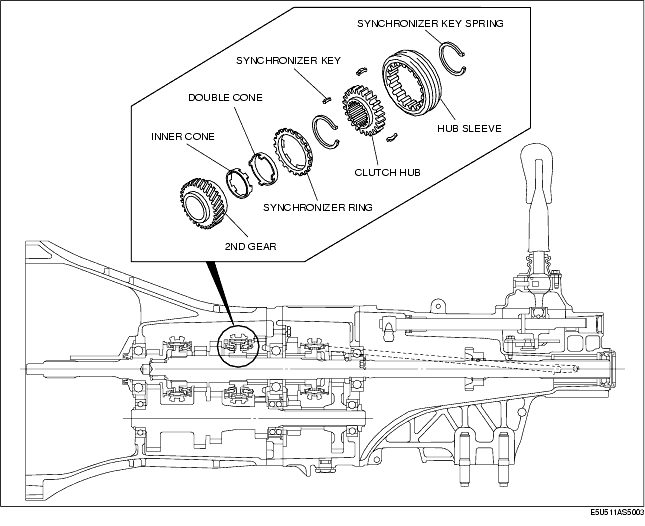 SYNCHRONIZER KEY SPRING
SYNCHRONIZER KEY
DOUBLE CONE
HUB SLEEVE
INNER CONE
CLUTCH HUB
SYNCHRONIZER RING
2ND GEAR
E5U511AS5003